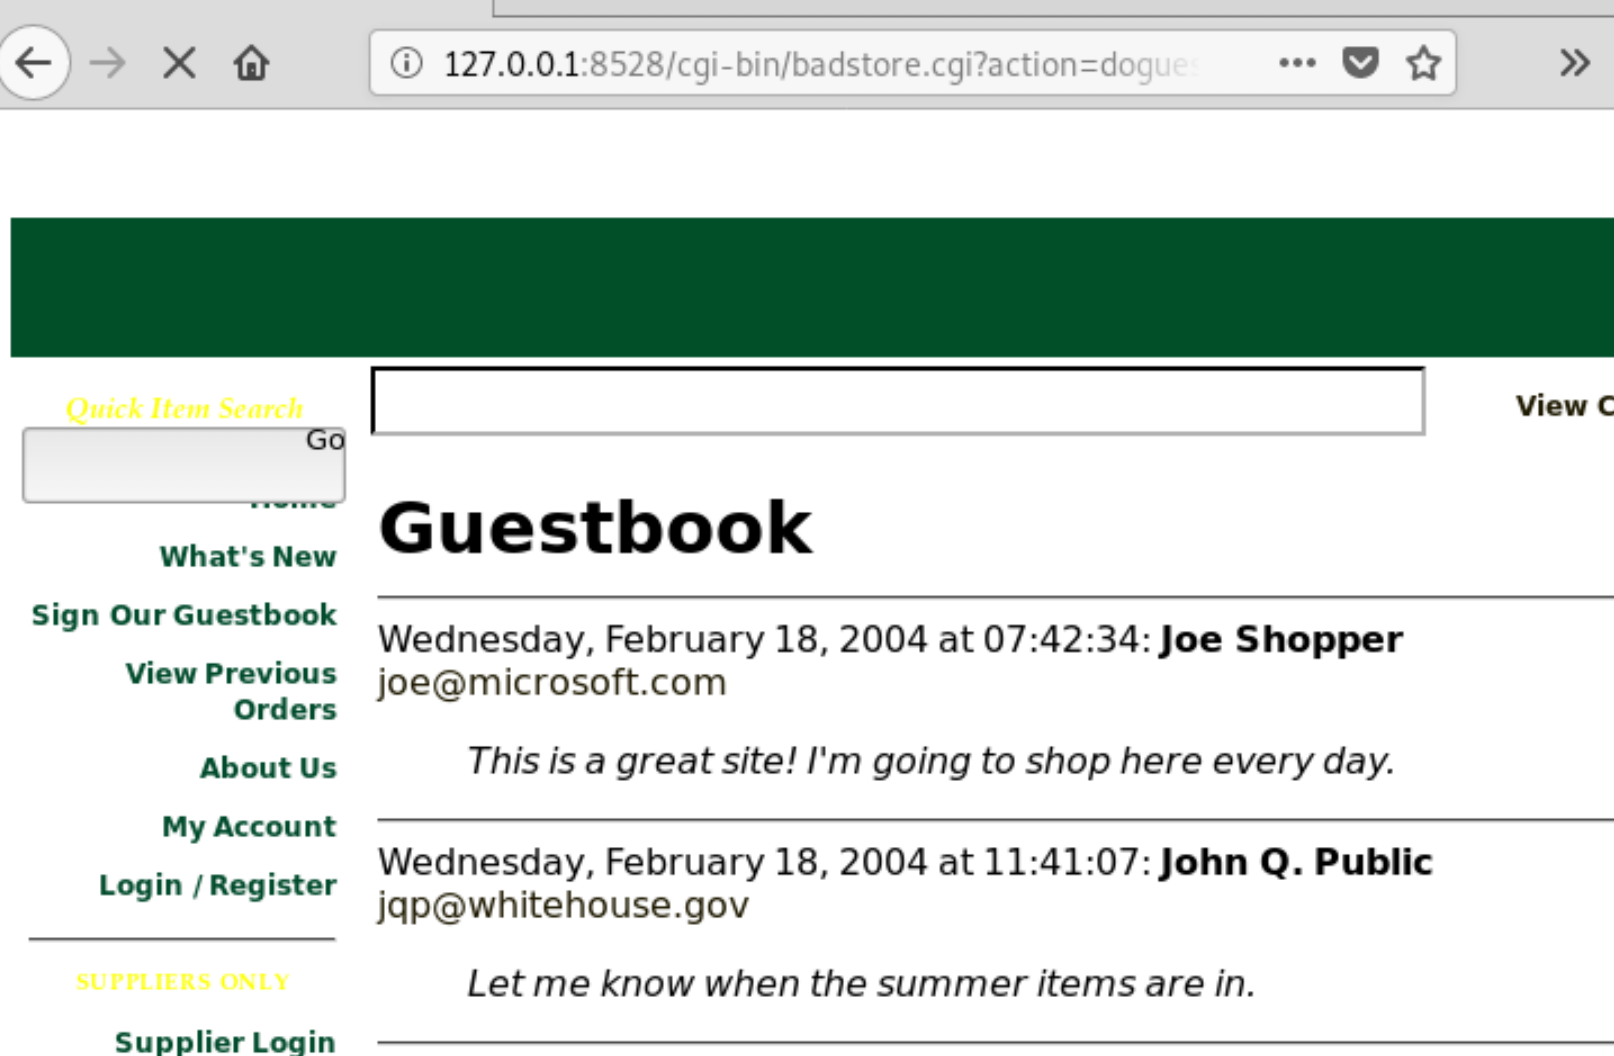 127.0.0.1:8528/cgi-bin/badstore.cgi?action=dogues
Quick Item Search
Go
View
Home
What's New
Sign Our Guestbook
View Previous
Orders
About Us
My Account
Login / Register
SUPPLIERS ONLY
Supplier Login
Guestbook
Wednesday, February 18, 2004 at 07:42:34: Joe Shopper
joe@microsoft.com
This is a great site! I'm going to shop here every day.
Wednesday, February 18, 2004 at 11:41:07: John Q. Public
jqp@whitehouse.gov
Let me know when the summer items are in.